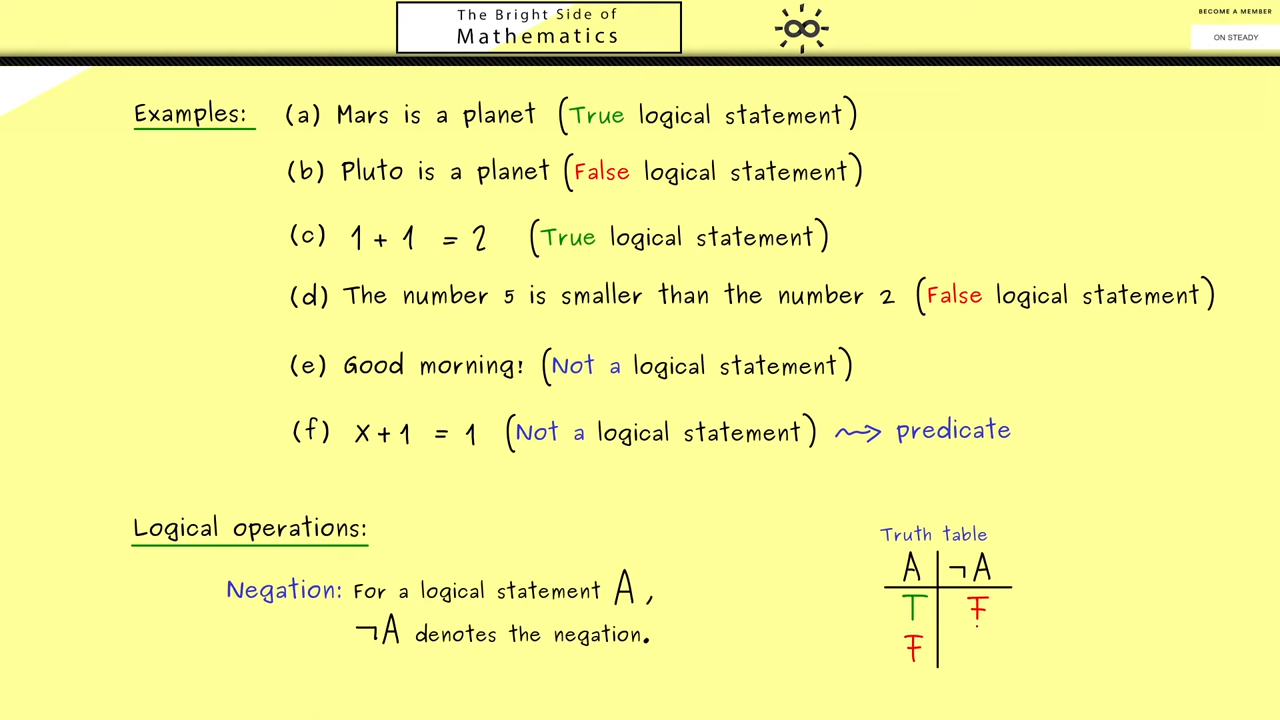 The Bright Side of
Mathematics
BECOME A MEMBER
ON STEADY
Examples: (a) Mars is a planet (True logical statement)
(b) Pluto is a planet (False logical statement)
(c) 1 + 1 = 2 (True logical statement)
(d) The number 5 is smaller than the number 2 (False logical statement)
(e) Good morning! (Not a logical statement)
(f) x + 1 = 1 (Not a logical statement) ⇝ predicate
Logical operations:
Negation: For a logical statement A,
¬A denotes the negation.
Truth table
A ¬A
T F
F